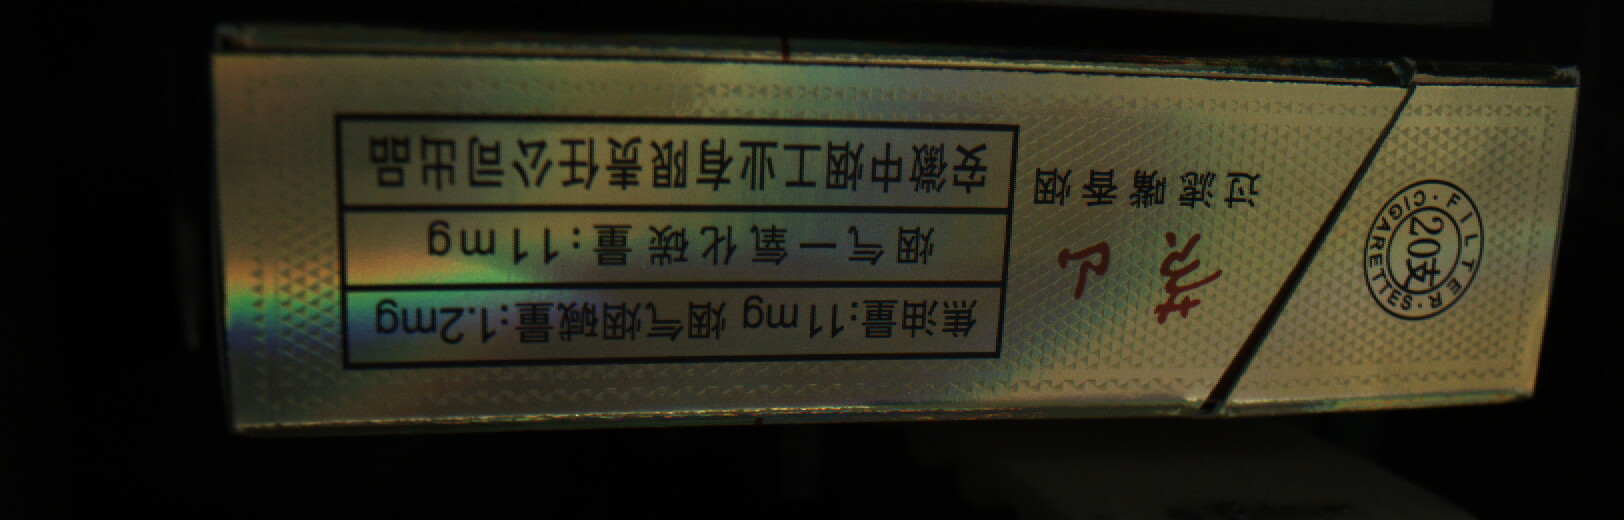 FILTER·CIGARETTES·
20支
黄山
过滤嘴香烟
焦油量:11mg 烟气烟碱量:1.2mg
烟气一氧化碳量:11mg
安徽中烟工业有限责任公司出品